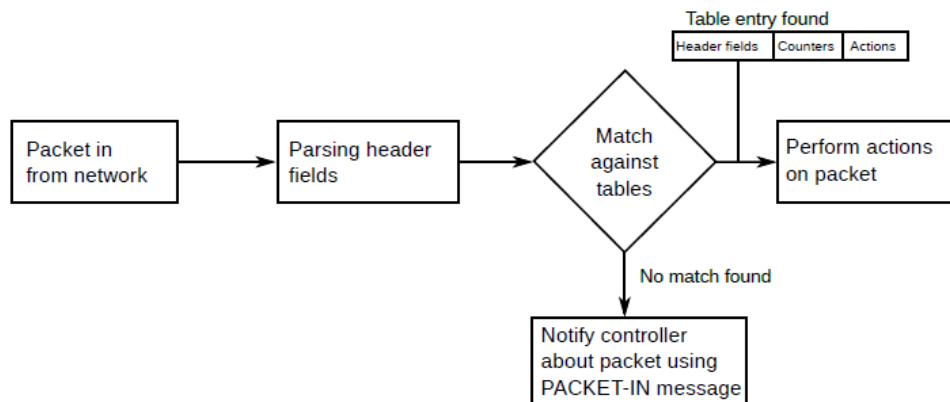 Table entry found
Header fields
Counters
Actions
Packet in
from network
Parsing header
fields
Match
against
tables
Perform actions
on packet
No match found
Notify controller
about packet using
PACKET-IN message